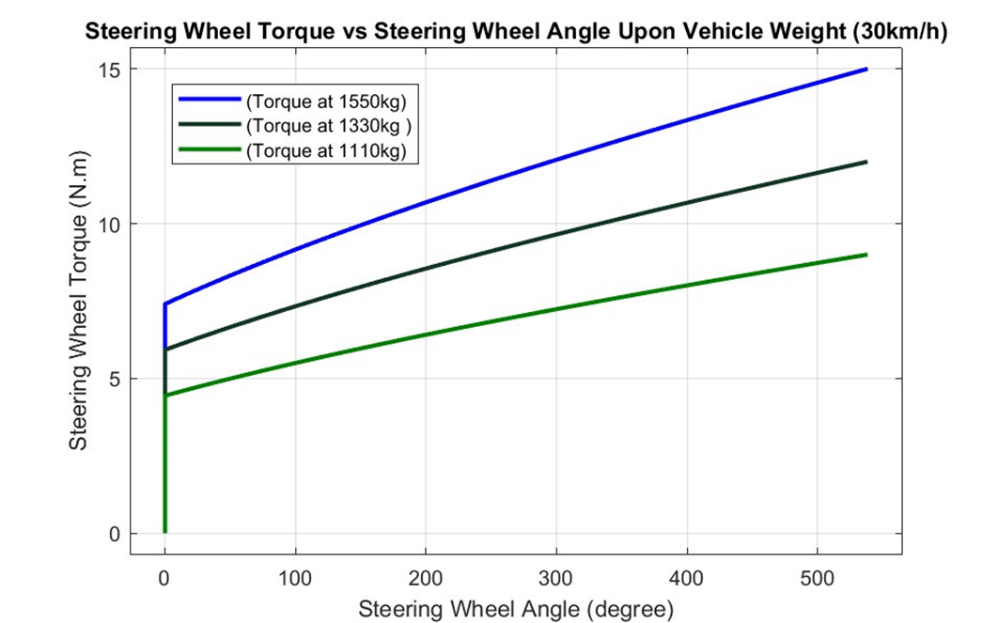 Steering Wheel Torque vs Steering Wheel Angle Upon Vehicle Weight (30km/h)
15
(Torque at 1550kg)
(Torque at 1330kg )
(Torque at 1110kg)
10
5
0
Steering Wheel Torque (N.m)
0 100 200 300 400 500
Steering Wheel Angle (degree)